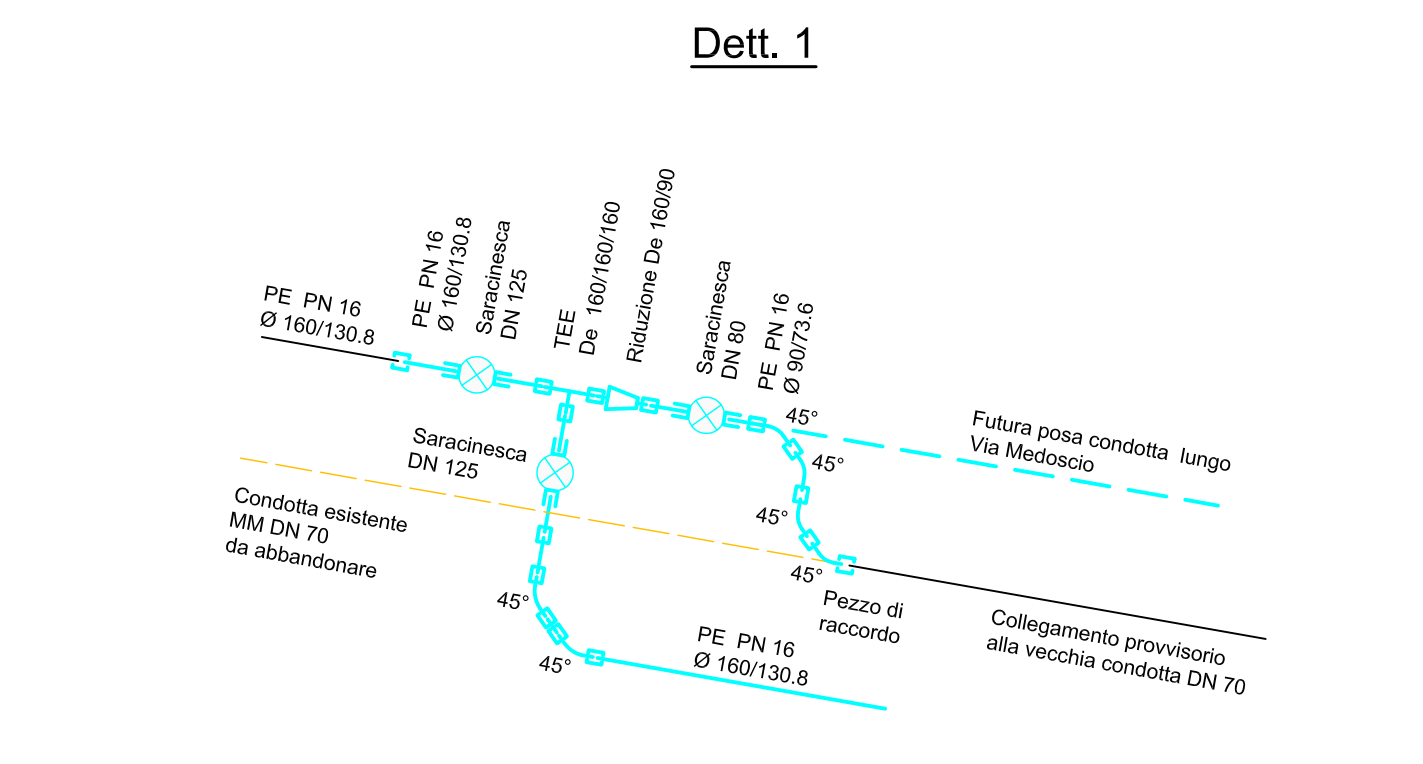 Dett. 1
PE PN 16
Ø 160/130.8
PE PN 16
Ø 160/130.8
Saracinesca
DN 125
TEE
De 160/160/160
Riduzione De 160/90
Saracinesca
DN 80
PE PN 16
Ø 90/73.6
45°
45°
45°
45°
Futura posa condotta lungo
Via Medoscio
Saracinesca
DN 125
Condotta esistente
MM DN 70
da abbandonare
45°
45°
PE PN 16
Ø 160/130.8
Pezzo di
raccordo
Collegamento provvisorio
alla vecchia condotta DN 70